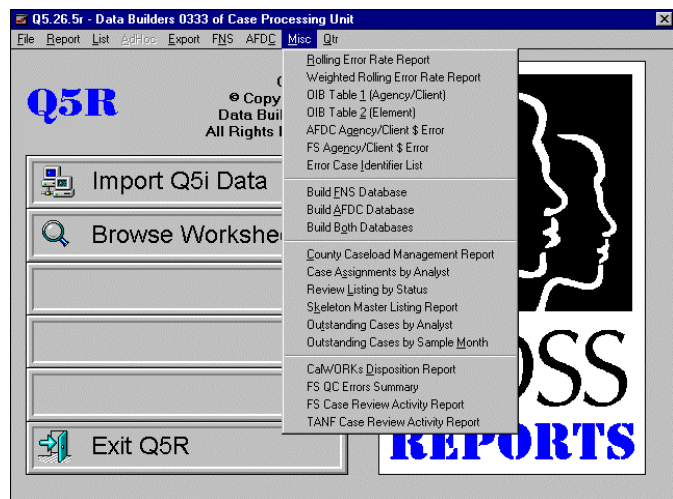 Q5.26.5r - Data Builders 0333 of Case Processing Unit
File Report List AdHoc Export FNS AFDC Misc Qtr
Q5R
© Copy
Data Buil
All Rights
Import Q5i Data
Browse Workshe
Exit Q5R
Rolling Error Rate Report
Weighted Rolling Error Rate Report
OIB Table 1 (Agency/Client)
OIB Table 2 (Element)
AFDC Agency/Client $ Error
FS Agency/Client $ Error
Error Case Identifier List
Build FNS Database
Build AFDC Database
Build Both Databases
County Caseload Management Report
Case Assignments by Analyst
Review Listing by Status
Skeleton Master Listing Report
Outstanding Cases by Analyst
Outstanding Cases by Sample Month
CalWORKs Disposition Report
FS QC Errors Summary
FS Case Review Activity Report
TANF Case Review Activity Report
OSS
REPORTS